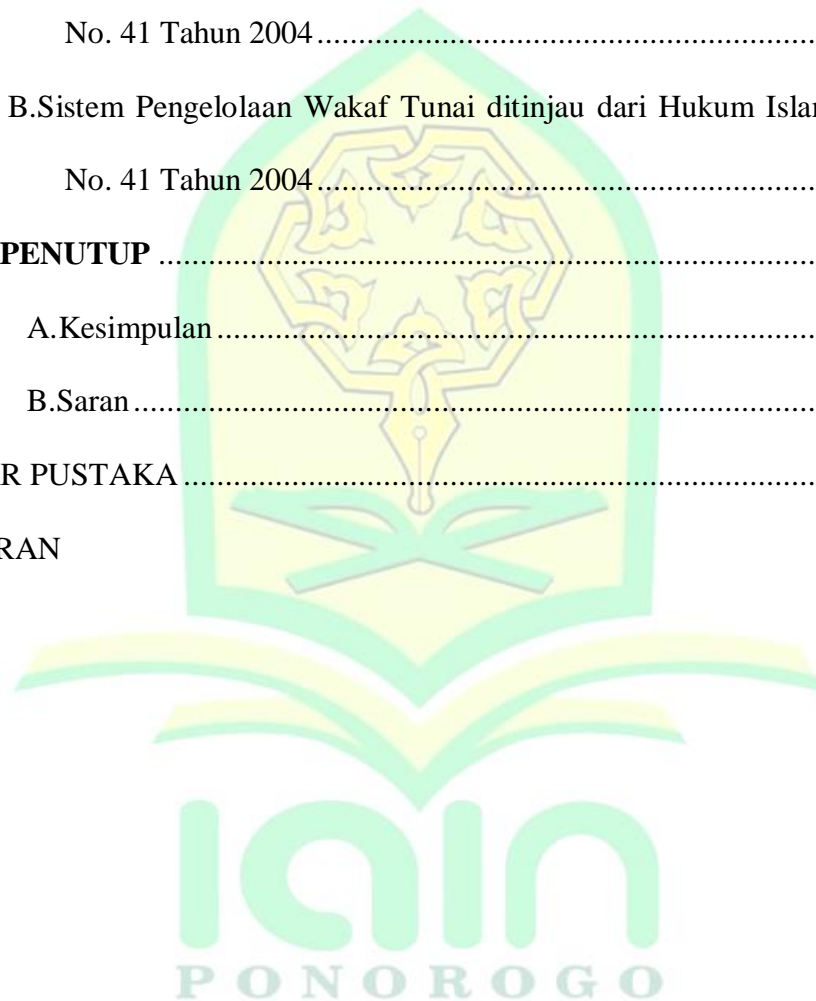 No. 41 Tahun 2004................................................................
B.Sistem Pengelolaan Wakaf Tunai ditinjau dari Hukum Islam
No. 41 Tahun 2004................................................................
PENUTUP ................................................................................
A.Kesimpulan..........................................................................
B.Saran....................................................................................
R PUSTAKA.............................................................................
RAN
iain
PONOROGO